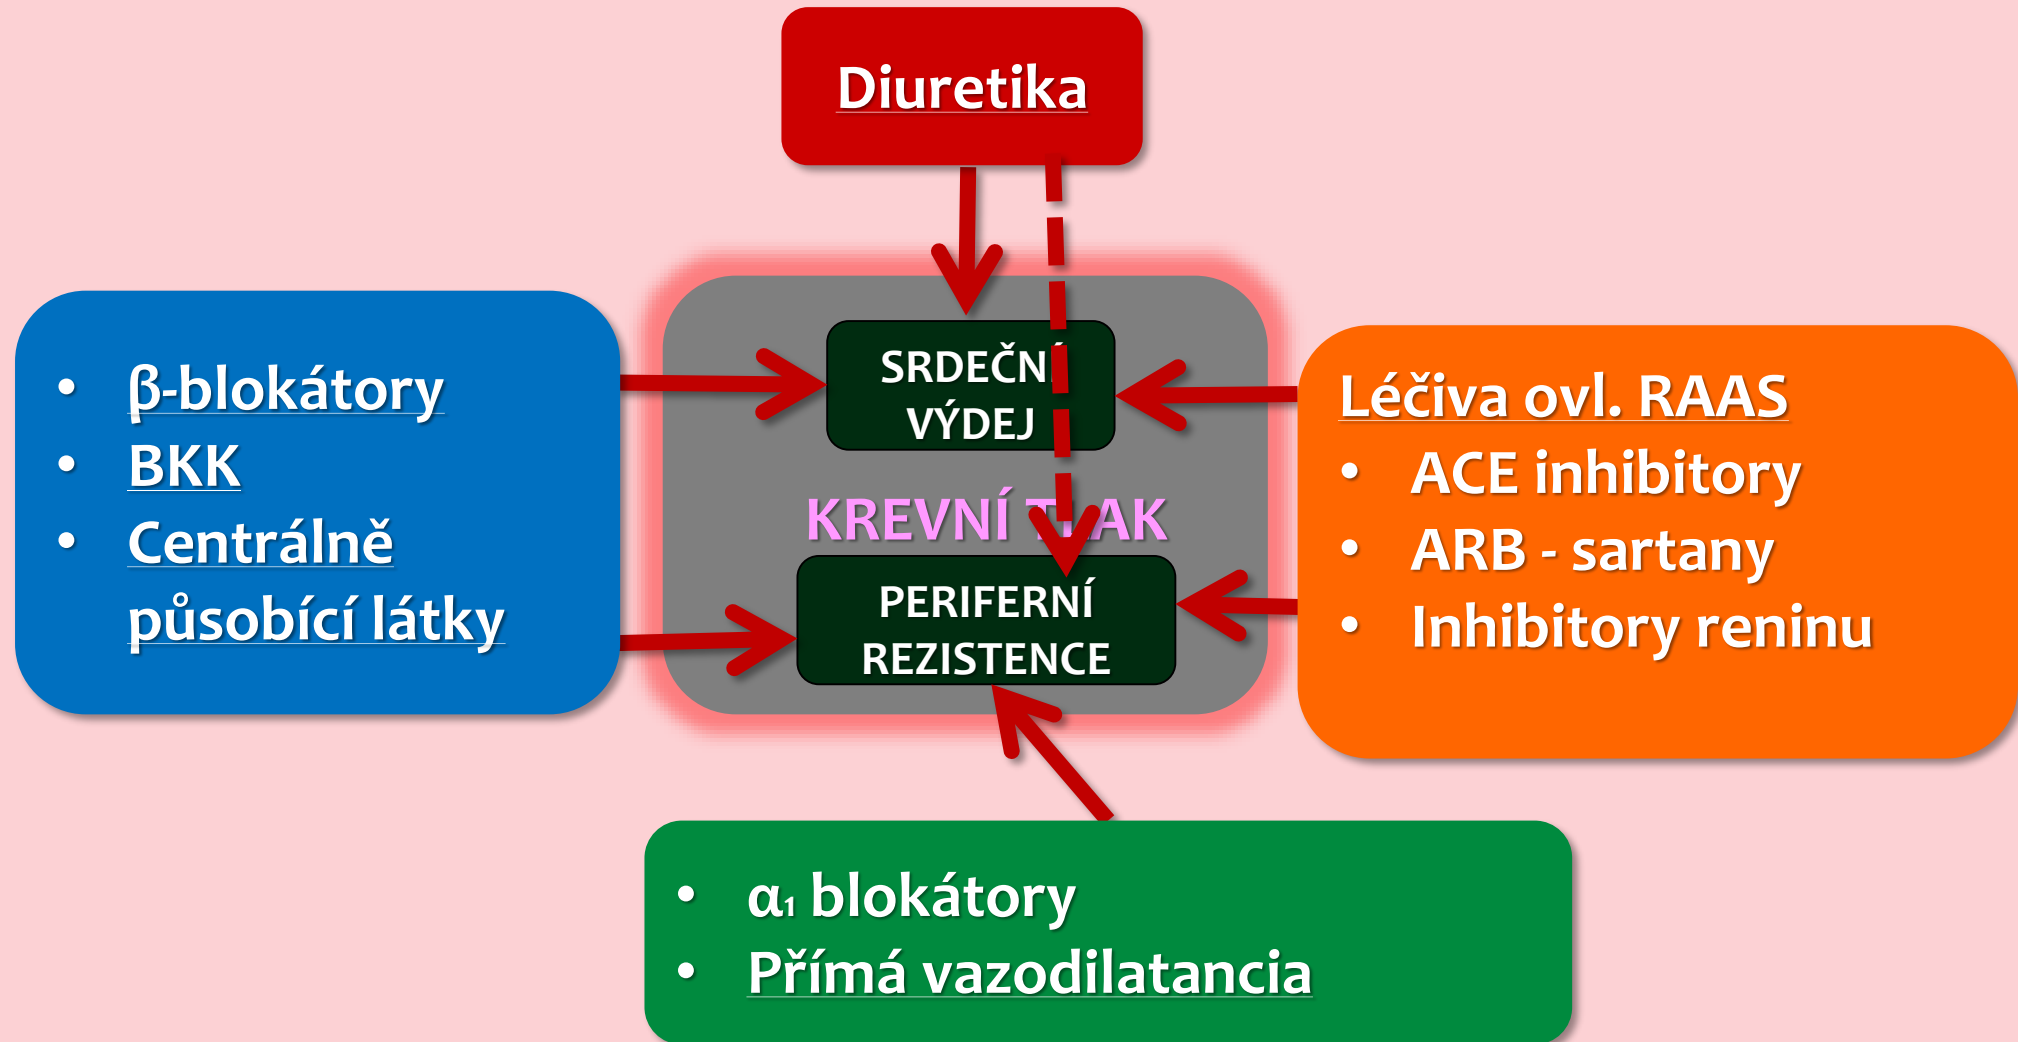 Diuretika
• β-blokátory
• BKK
• Centrálně
působící látky
SRDEČNÍ
VÝDEJ
KREVNÍ TLAK
PERIFERNÍ
REZISTENCE
Léčiva ovl. RAAS
• ACE inhibitory
• ARB - sartany
• Inhibitory reninu
• α₁ blokátory
• Přímá vazodilatancia